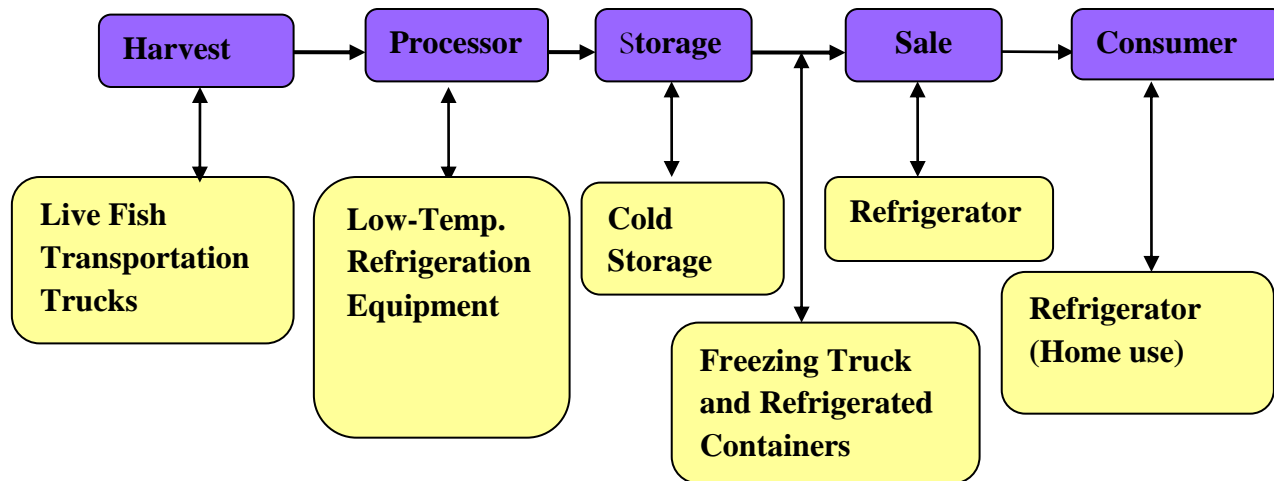 Harvest
Processor
Storage
Sale
Consumer
Live Fish
Transportation
Trucks
Low-Temp.
Refrigeration
Equipment
Cold
Storage
Refrigerator
Freezing Truck
and Refrigerated
Containers
Refrigerator
(Home use)